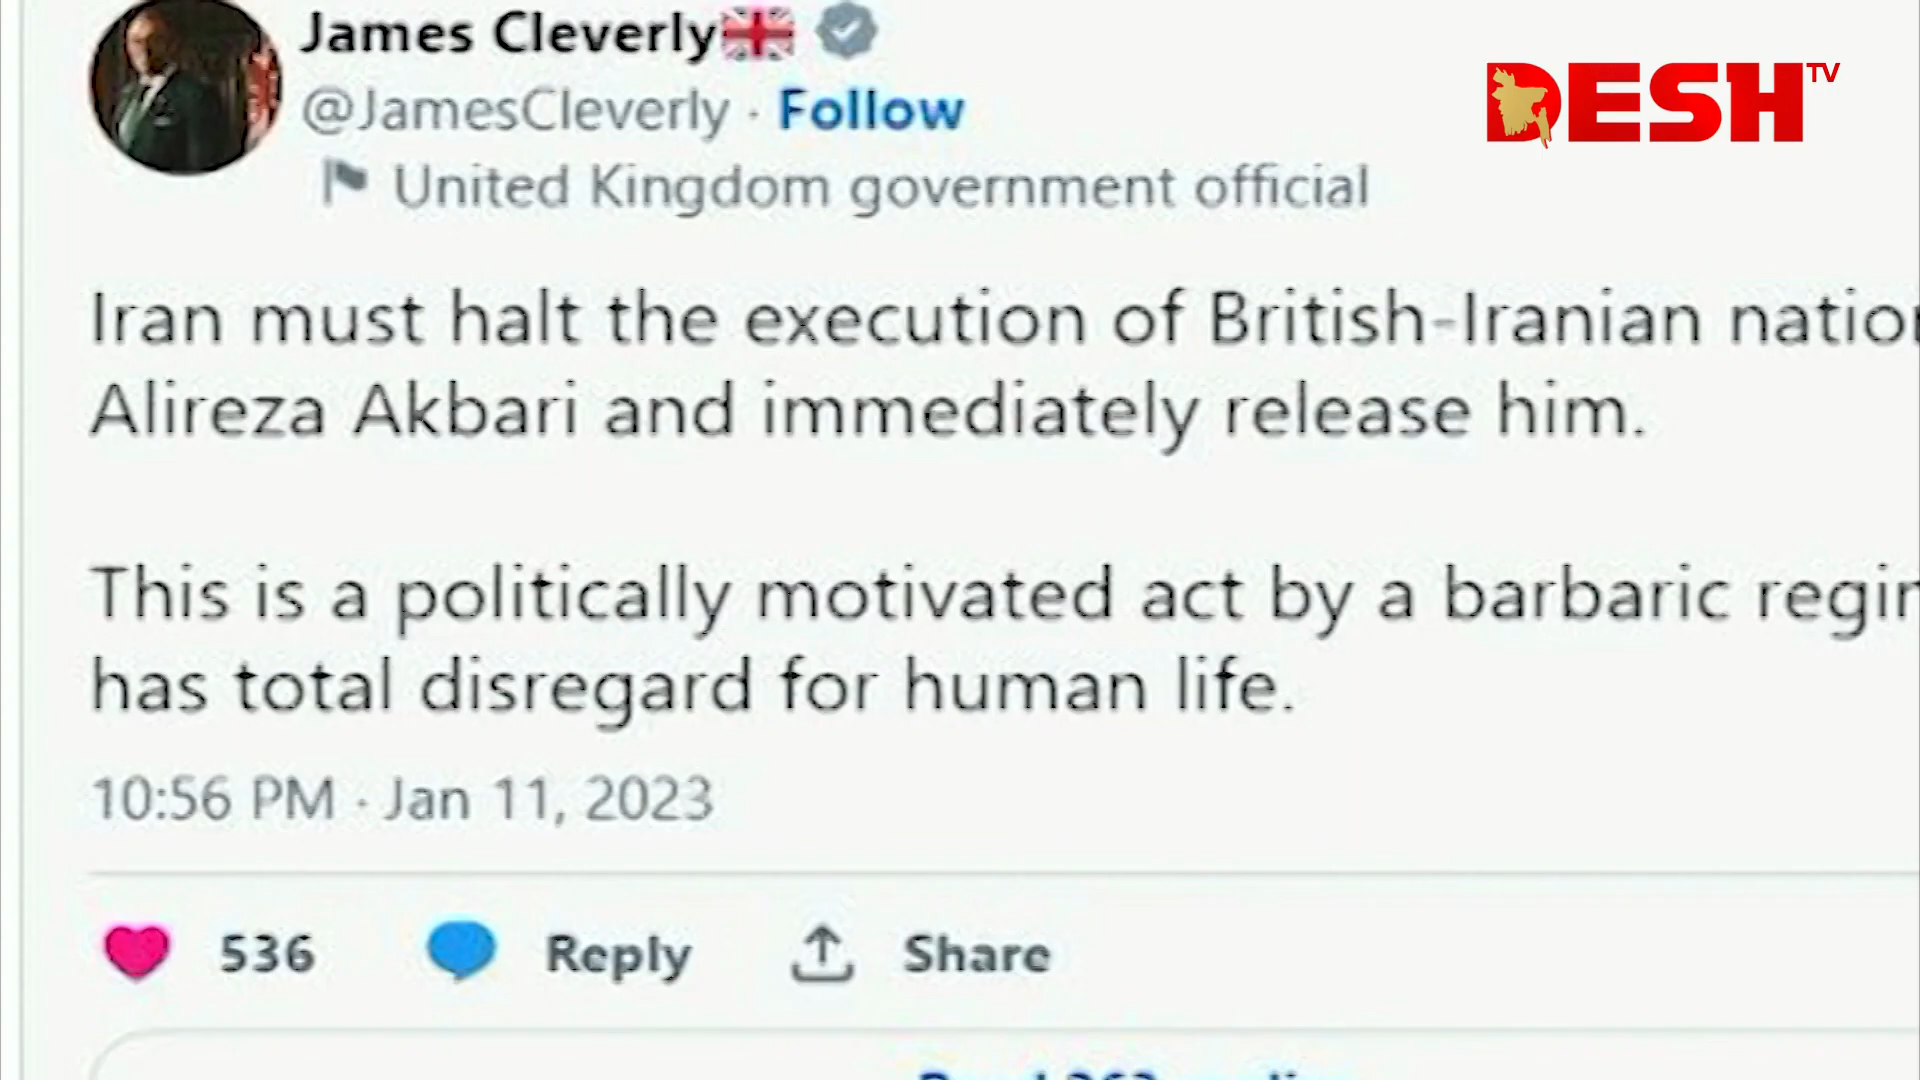 James Cleverly
DESH TV
@JamesCleverly · Follow
United Kingdom government official
Iran must halt the execution of British-Iranian
Alireza Akbari and immediately release him.
This is a politically motivated act by a barbaric
has total disregard for human life.
10:56 PM · Jan 11, 2023
536 Reply Share